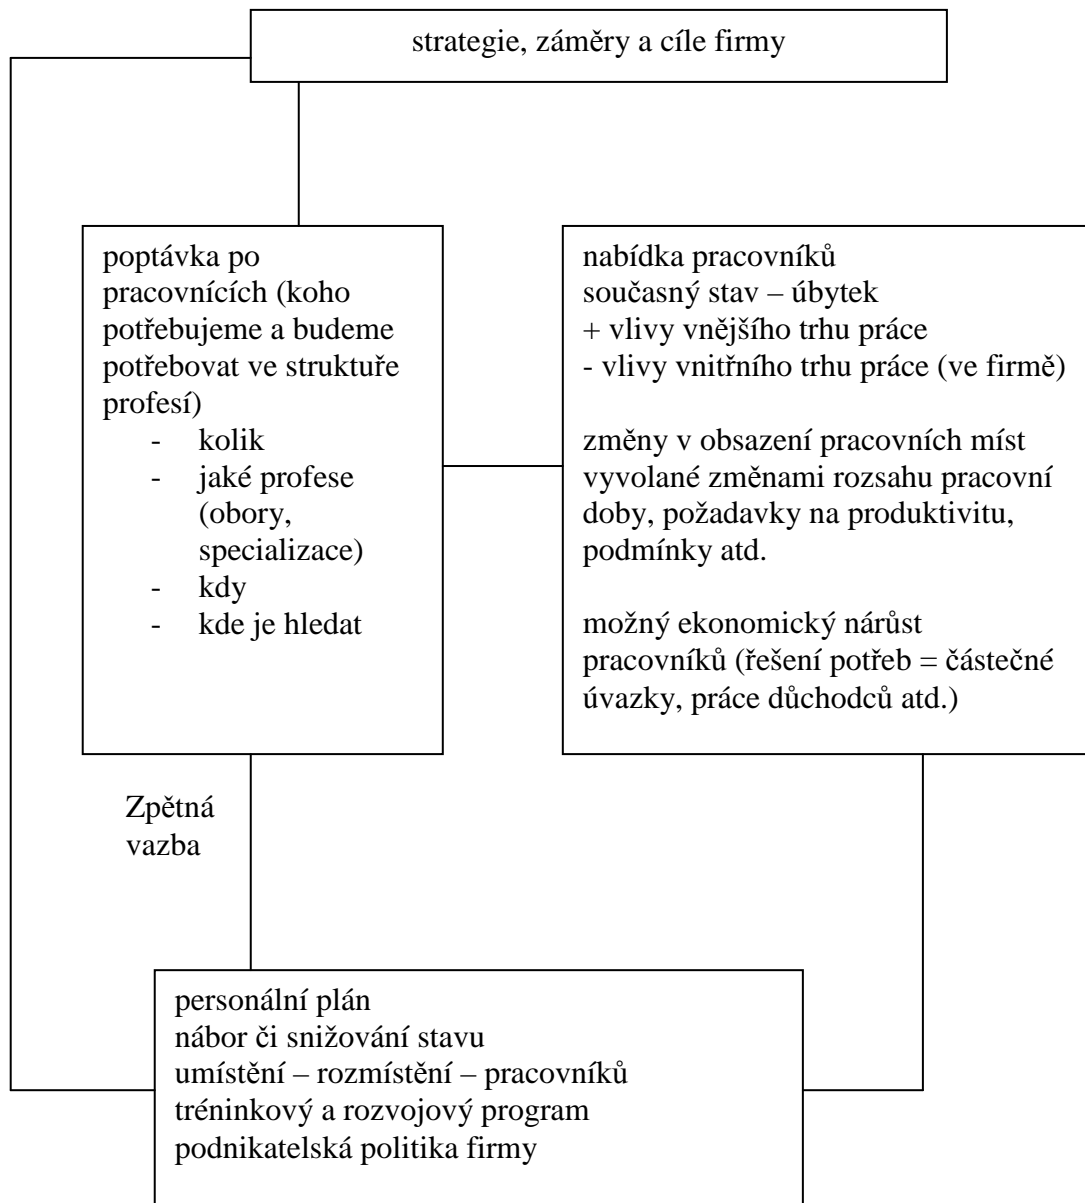 strategie, záměry a cíle firmy
poptávka po
pracovnících (koho
potřebujeme a budeme
potřebovat ve struktuře
profesí)
- kolik
- jaké profese
(obory,
specializace)
- kdy
- kde je hledat
nabídka pracovníků
současný stav – úbytek
+ vlivy vnějšího trhu práce
- vlivy vnitřního trhu práce (ve firmě)
změny v obsazení pracovních míst
vyvolané změnami rozsahu pracovní
doby, požadavky na produktivitu,
podmínky atd.
možný ekonomický nárůst
pracovníků (řešení potřeb = částečné
úvazky, práce důchodců atd.)
Zpětná
vazba
personální plán
nábor či snižování stavu
umístění – rozmístění – pracovníků
tréninkový a rozvojový program
podnikatelská politika firmy